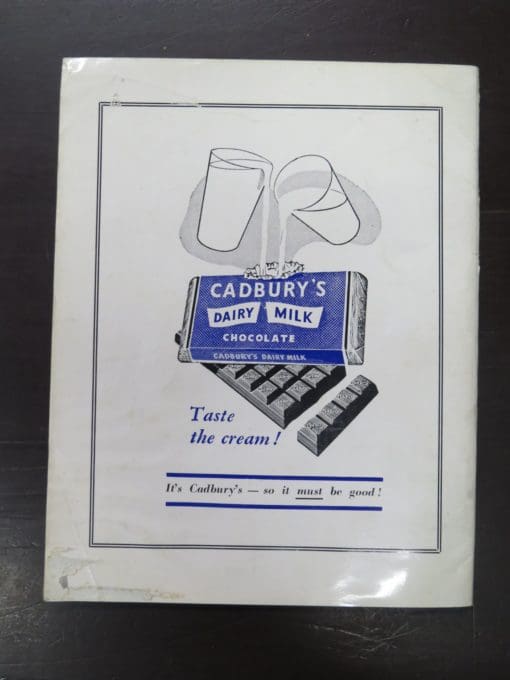 CADBURY'S
DAIRY MILK
CHOCOLATE
CADBURY'S DAIRY MILK
Taste
the cream!
It's Cadbury's — so it must be good!